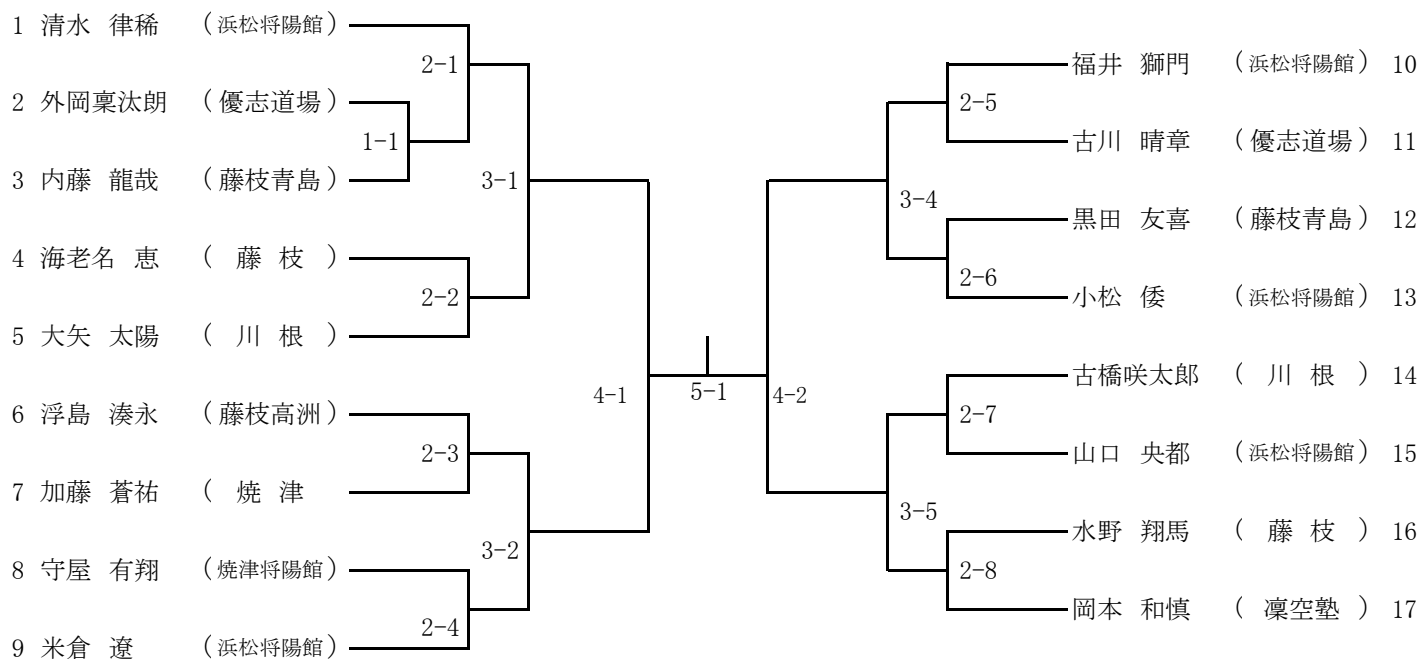 1 清水 律稀 （浜松将陽館）
2-1
2 外岡稟汰朗 （優志道場）
1-1
3 内藤 龍哉 （藤枝青島）
3-1
4 海老名 恵 （ 藤 枝 ）
2-2
5 大矢 太陽 （ 川 根 ）
4-1
6 浮島 湊永 （藤枝高洲）
2-3
7 加藤 蒼祐 （ 焼 津
3-2
8 守屋 有翔 （焼津将陽館）
2-4
9 米倉 遼 （浜松将陽館）
5-1
福井 獅門 （浜松将陽館） 10
2-5
古川 晴章 （優志道場） 11
3-4
黒田 友喜 （藤枝青島） 12
2-6
小松 倭 （浜松将陽館） 13
4-2
古橋咲太郎 （ 川 根 ） 14
2-7
山口 央都 （浜松将陽館） 15
3-5
水野 翔馬 （ 藤 枝 ） 16
2-8
岡本 和慎 （ 凜空塾 ） 17